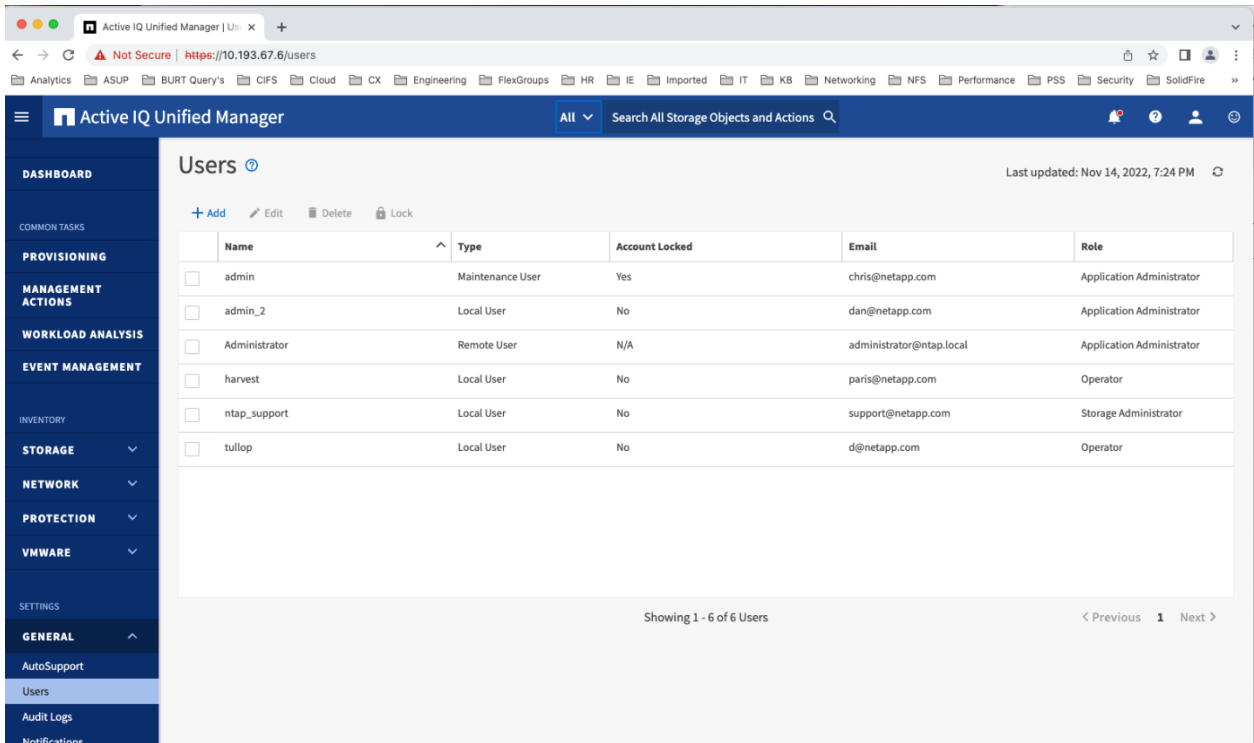 Active IQ Unified Manager | Us
Not Secure | https://10.193.67.6/users
Analytics ASUP BURT Query's CIFS Cloud CX Engineering FlexGroups HR IE Imported IT KB Networking NFS Performance PSS Security SolidFire »
Active IQ Unified Manager All Search All Storage Objects and Actions
DASHBOARD
COMMON TASKS
PROVISIONING
MANAGEMENT
ACTIONS
WORKLOAD ANALYSIS
EVENT MANAGEMENT
INVENTORY
STORAGE
NETWORK
PROTECTION
VMWARE
SETTINGS
GENERAL
AutoSupport
Users
Audit Logs
Notifications
Users
Last updated: Nov 14, 2022, 7:24 PM
+ Add Edit Delete Lock
Name Type Account Locked Email Role
admin Maintenance User Yes chris@netapp.com Application Administrator
admin_2 Local User No dan@netapp.com Application Administrator
Administrator Remote User N/A administrator@ntap.local Application Administrator
harvest Local User No paris@netapp.com Operator
ntap_support Local User No support@netapp.com Storage Administrator
tullop Local User No d@netapp.com Operator
Showing 1 - 6 of 6 Users
< Previous 1 Next >